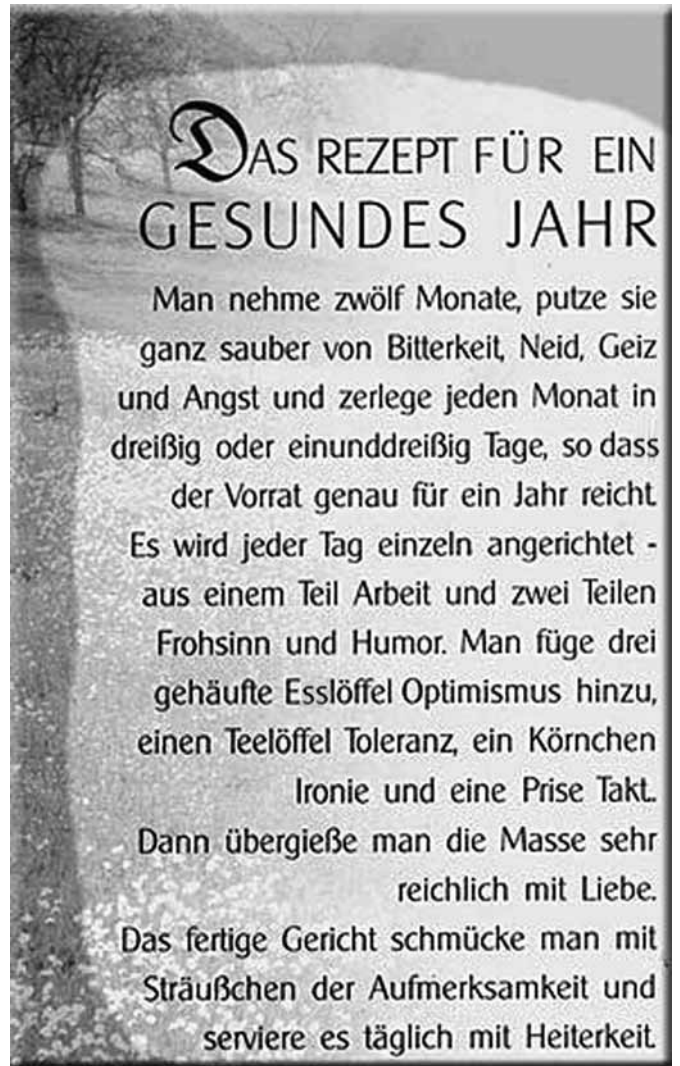 DAS REZEPT FÜR EIN
GESUNDES JAHR
Man nehme zwölf Monate, putze sie
ganz sauber von Bitterkeit, Neid, Geiz
und Angst und zerlege jeden Monat in
dreißig oder einunddreißig Tage, so dass
der Vorrat genau für ein Jahr reicht.
Es wird jeder Tag einzeln angerichtet -
aus einem Teil Arbeit und zwei Teilen
Frohsinn und Humor. Man füge drei
gehäufte Esslöffel Optimismus hinzu,
einen Teelöffel Toleranz, ein Körnchen
Ironie und eine Prise Takt.
Dann übergieße man die Masse sehr
reichlich mit Liebe.
Das fertige Gericht schmücke man mit
Sträußchen der Aufmerksamkeit und
serviere es täglich mit Heiterkeit.